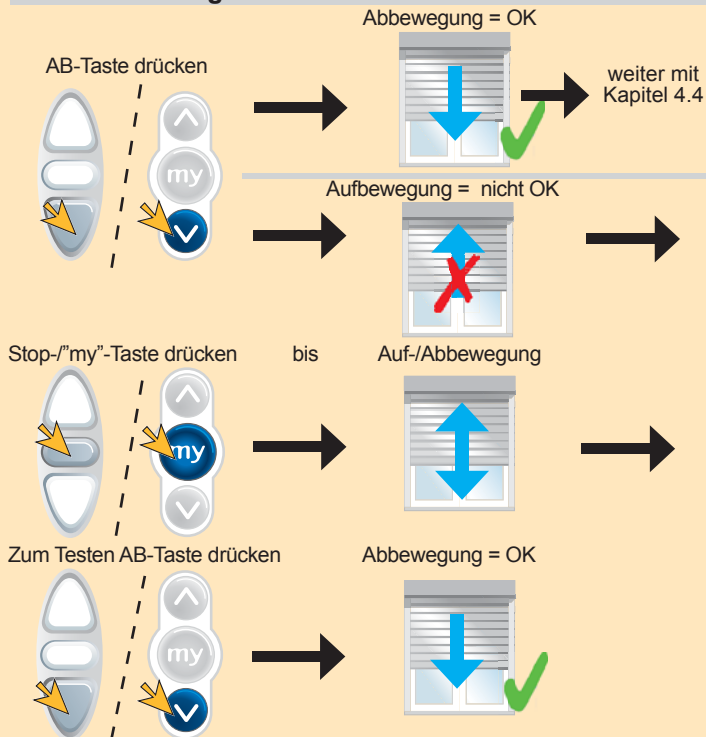 Abbewegung = OK
AB-Taste drücken
weiter mit
Kapitel 4.4
my
Aufbewegung = nicht OK
Stop-/”my”-Taste drücken bis Auf-/Abbewegung
my
Zum Testen AB-Taste drücken Abbewegung = OK
my